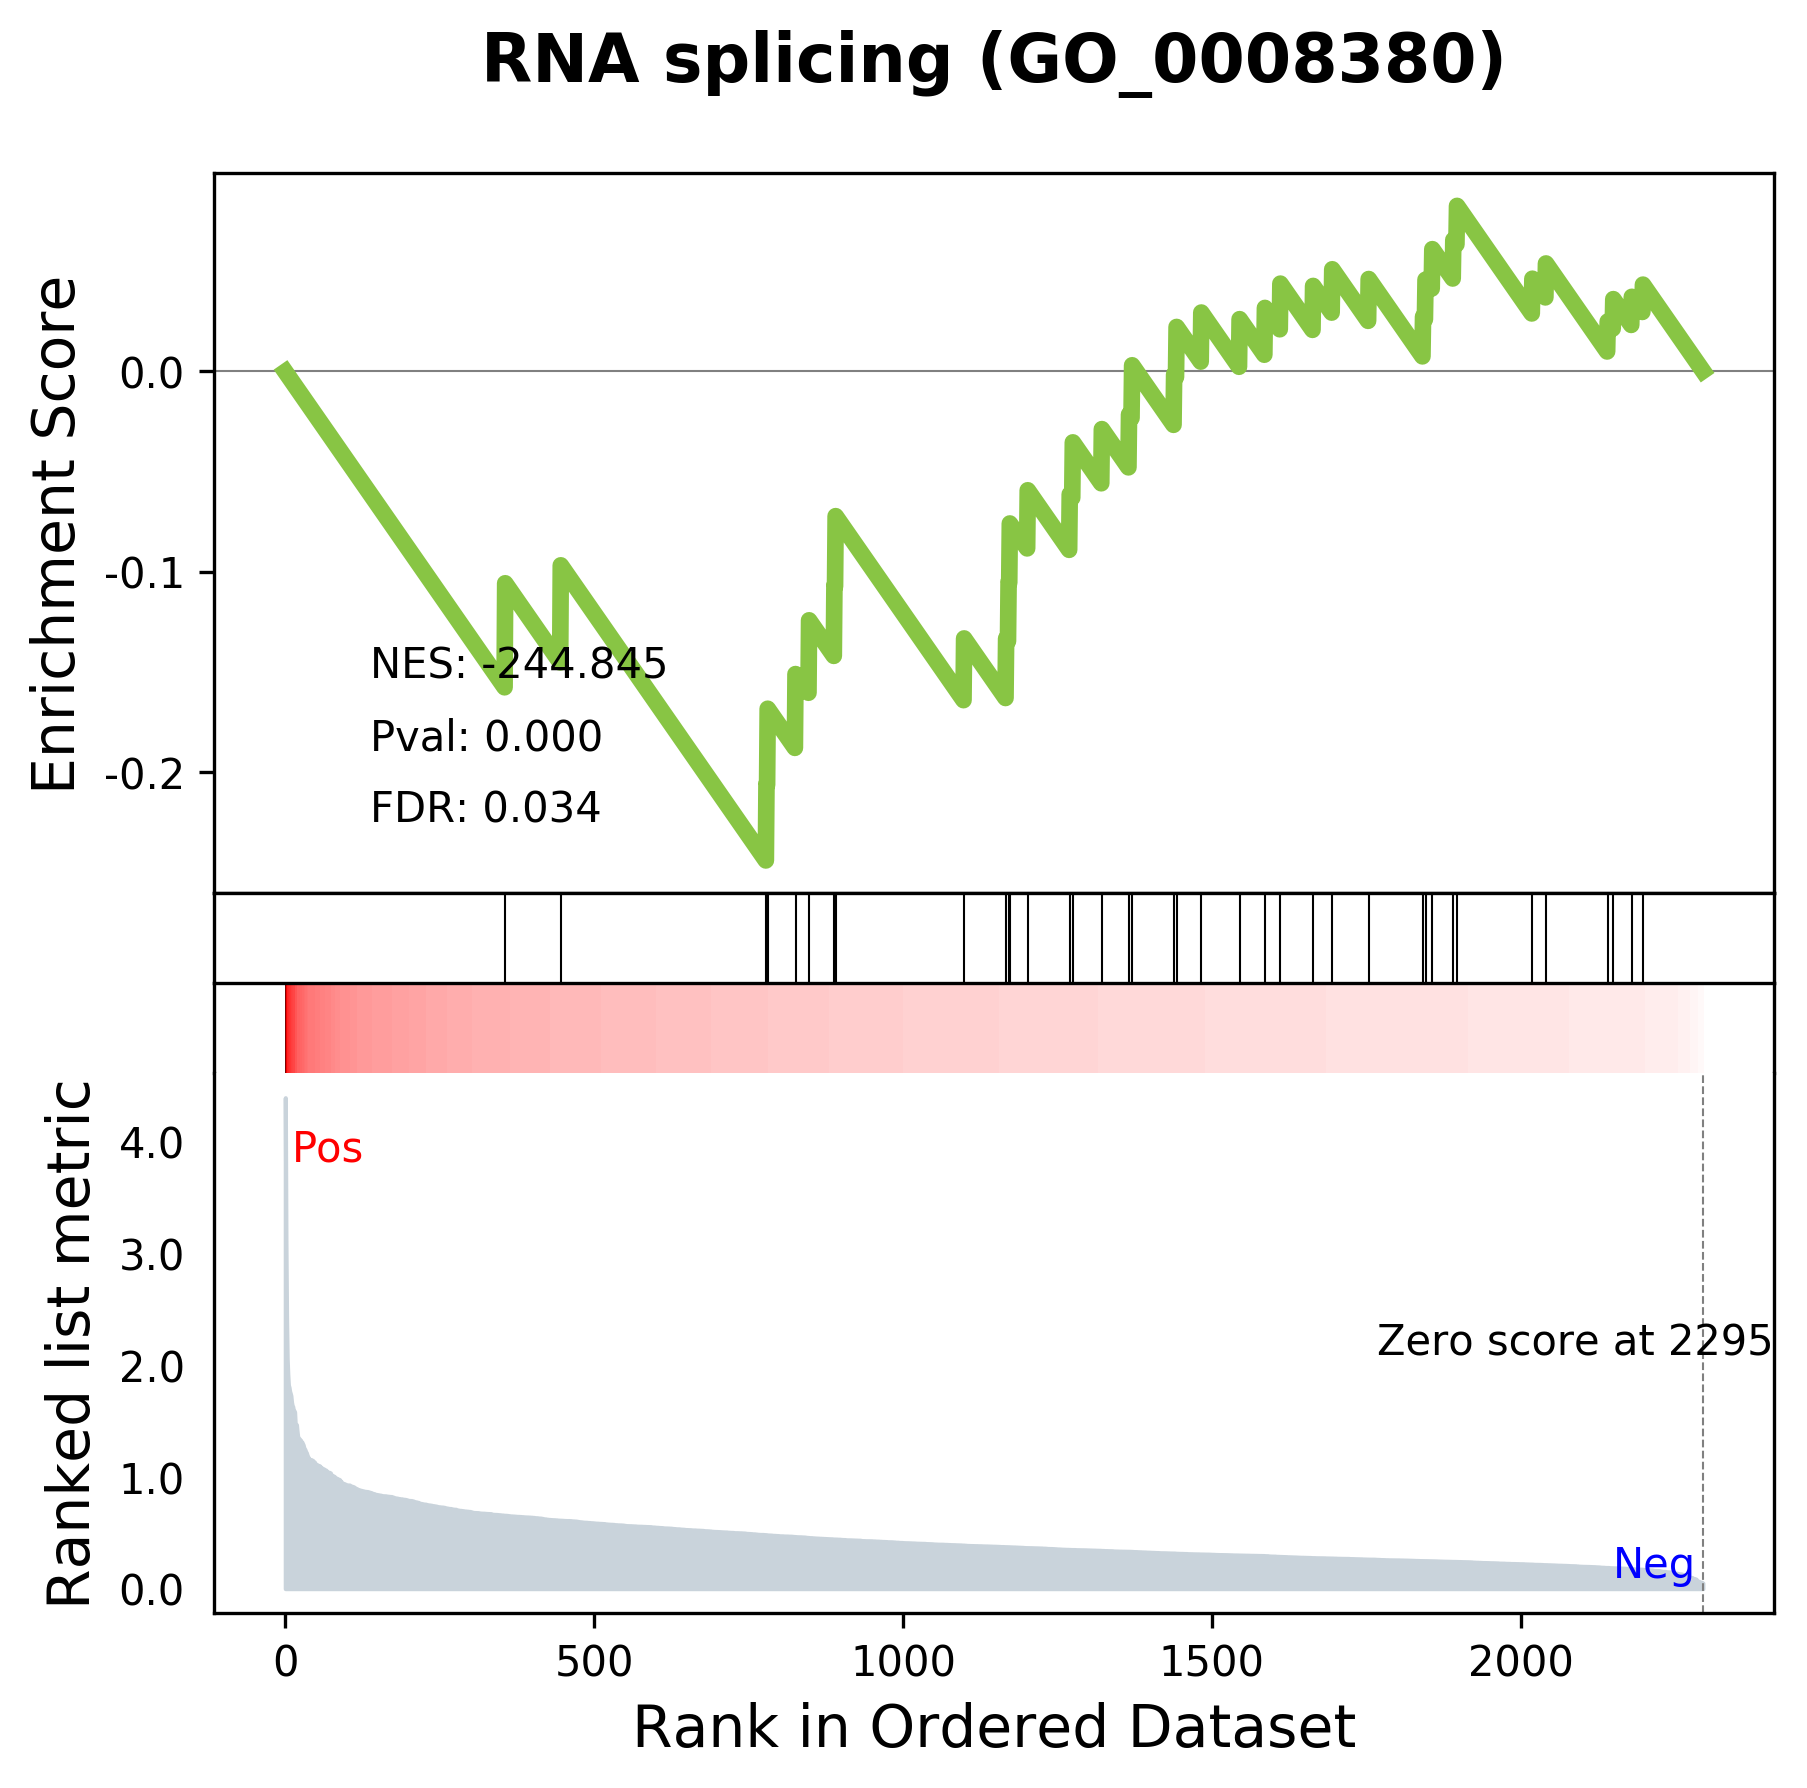 RNA splicing (GO_0008380)
Enrichment Score
0.0
-0.1
-0.2
NES: -244.845
Pval: 0.000
FDR: 0.034
Ranked list metric
4.0
3.0
2.0
1.0
0.0
Pos
Zero score at 2295
Neg
0 500 1000 1500 2000
Rank in Ordered Dataset